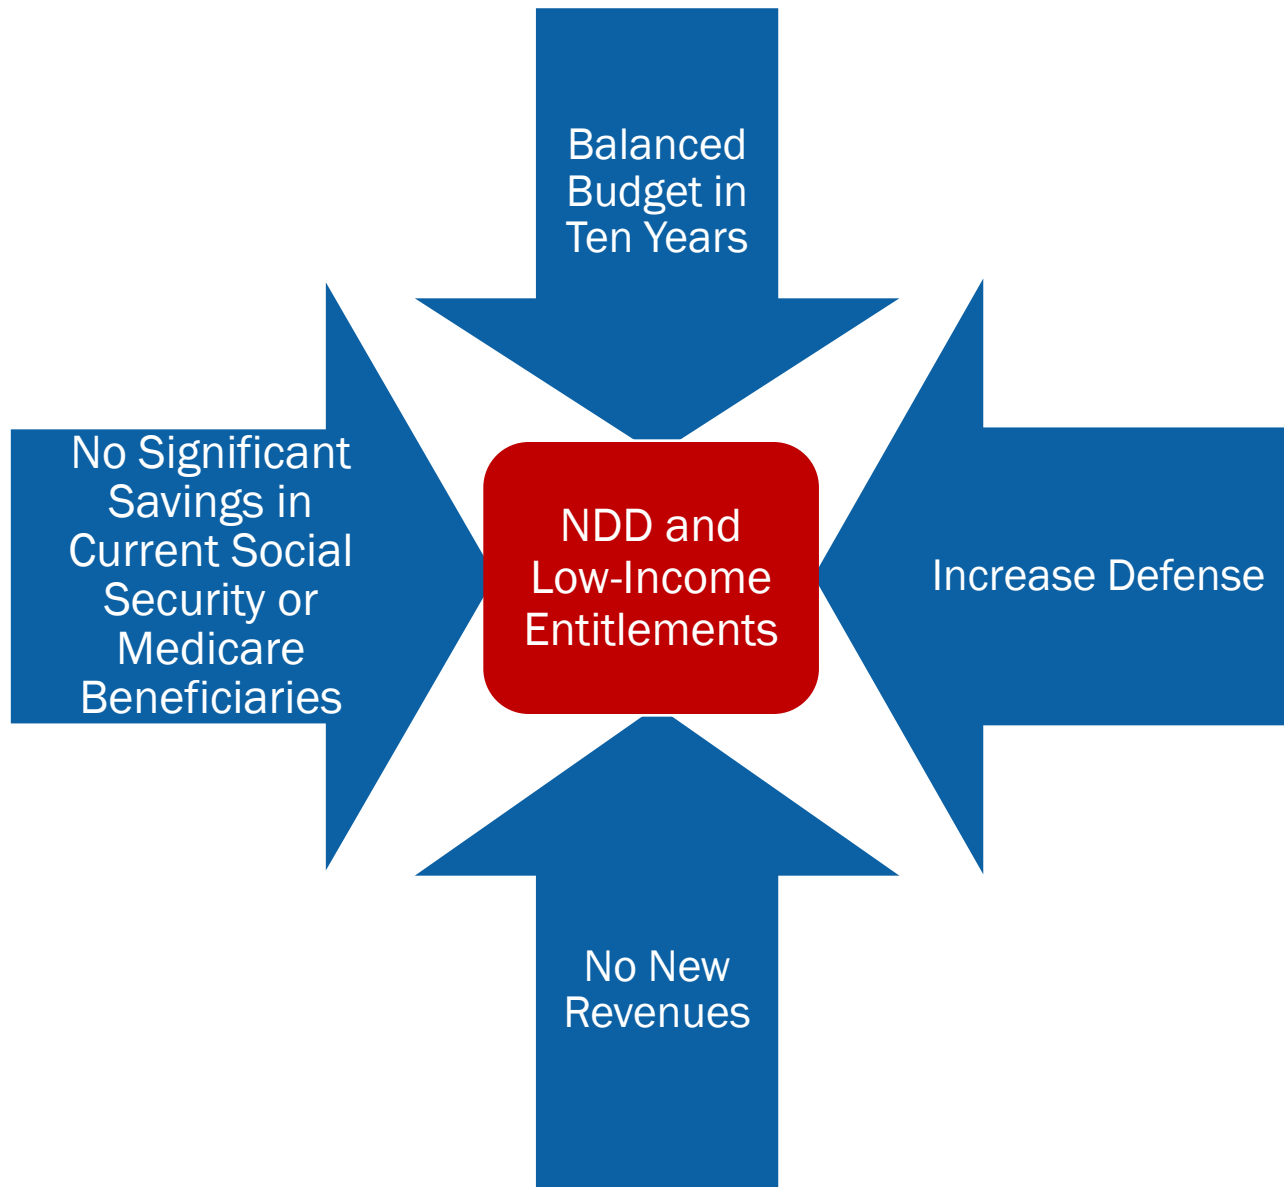 Balanced
Budget in
Ten Years
No Significant
Savings in
Current Social
Security or
Medicare
Beneficiaries
NDD and
Low-Income
Entitlements
Increase Defense
No New
Revenues